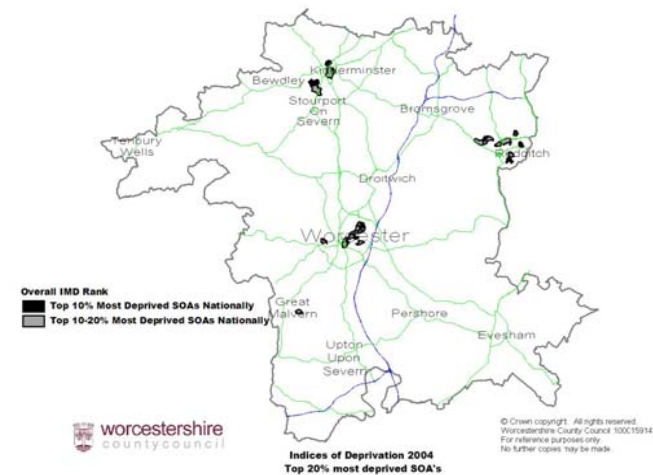 Kidderminster
Bewdley
Stourport
On
Severn
Bromsgrove
Tenbury
Wells
Redditch
Droitwich
Worcester
Overall IMD Rank
Top 10% Most Deprived SOAs Nationally
Top 10-20% Most Deprived SOAs Nationally
Great
Malvern
Pershore
Evesham
Upton
Upon
Severn
worcestershire
countycouncil
© Crown copyright. All rights reserved.
Worcestershire County Council 100015914
For reference purposes only.
No further copies may be made.
Indices of Deprivation 2004
Top 20% most deprived SOA's